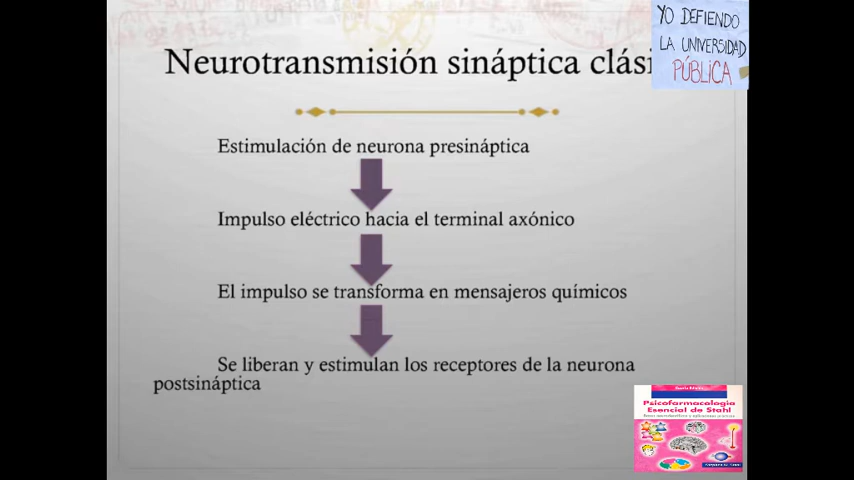 YO DEFIENDO
LA UNIVERSIDAD
PÚBLICA
Neurotransmisión sináptica clási
Estimulación de neurona presináptica
Impulso eléctrico hacia el terminal axónico
El impulso se transforma en mensajeros químicos
Se liberan y estimulan los receptores de la neurona
postsináptica
Psicofarmacología
Esencial de Stahl